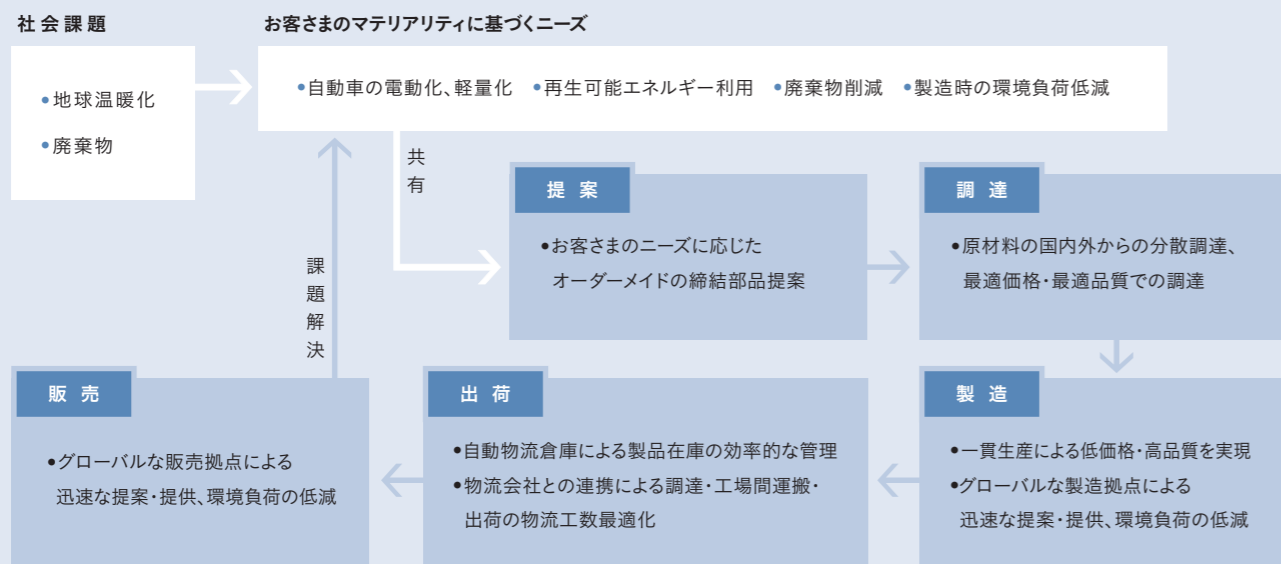 社会課題
•地球温暖化
•廃棄物
お客さまのマテリアリティに基づくニーズ
•自動車の電動化、軽量化 •再生可能エネルギー利用 •廃棄物削減 •製造時の環境負荷低減
共有
提案
•お客さまのニーズに応じた
オーダーメイドの締結部品提案
調達
•原材料の国内外からの分散調達、
最適価格・最適品質での調達
製造
•一貫生産による低価格・高品質を実現
•グローバルな製造拠点による
迅速な提案・提供、環境負荷の低減
出荷
•自動物流倉庫による製品在庫の効率的な管理
•物流会社との連携による調達・工場間運搬・
出荷の物流工数最適化
販売
•グローバルな販売拠点による
迅速な提案・提供、環境負荷の低減
課題解決